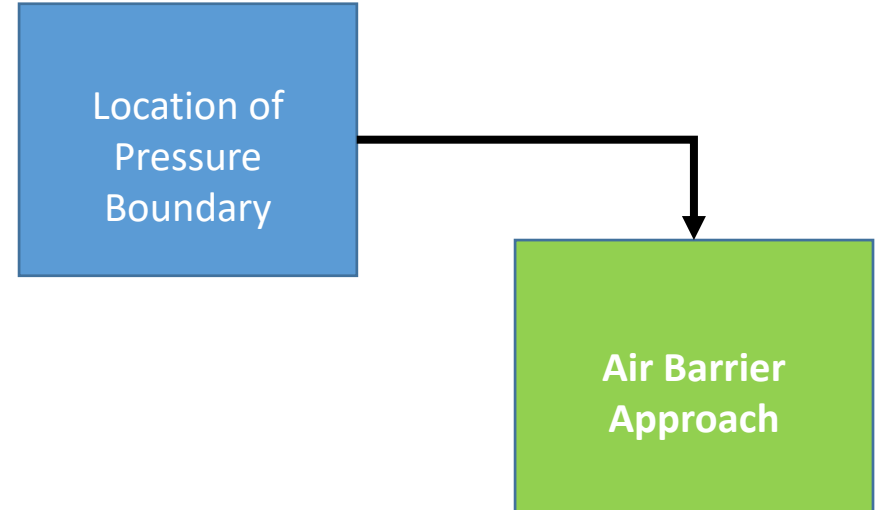 Location of
Pressure
Boundary
Air Barrier
Approach